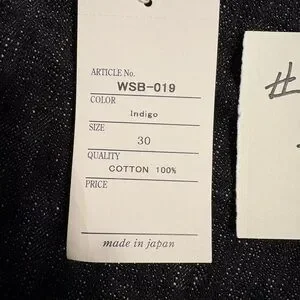 ARTICLE No.
WSB-019
COLOR
Indigo
SIZE
30
QUALITY
COTTON 100%
PRICE
made in japan
#